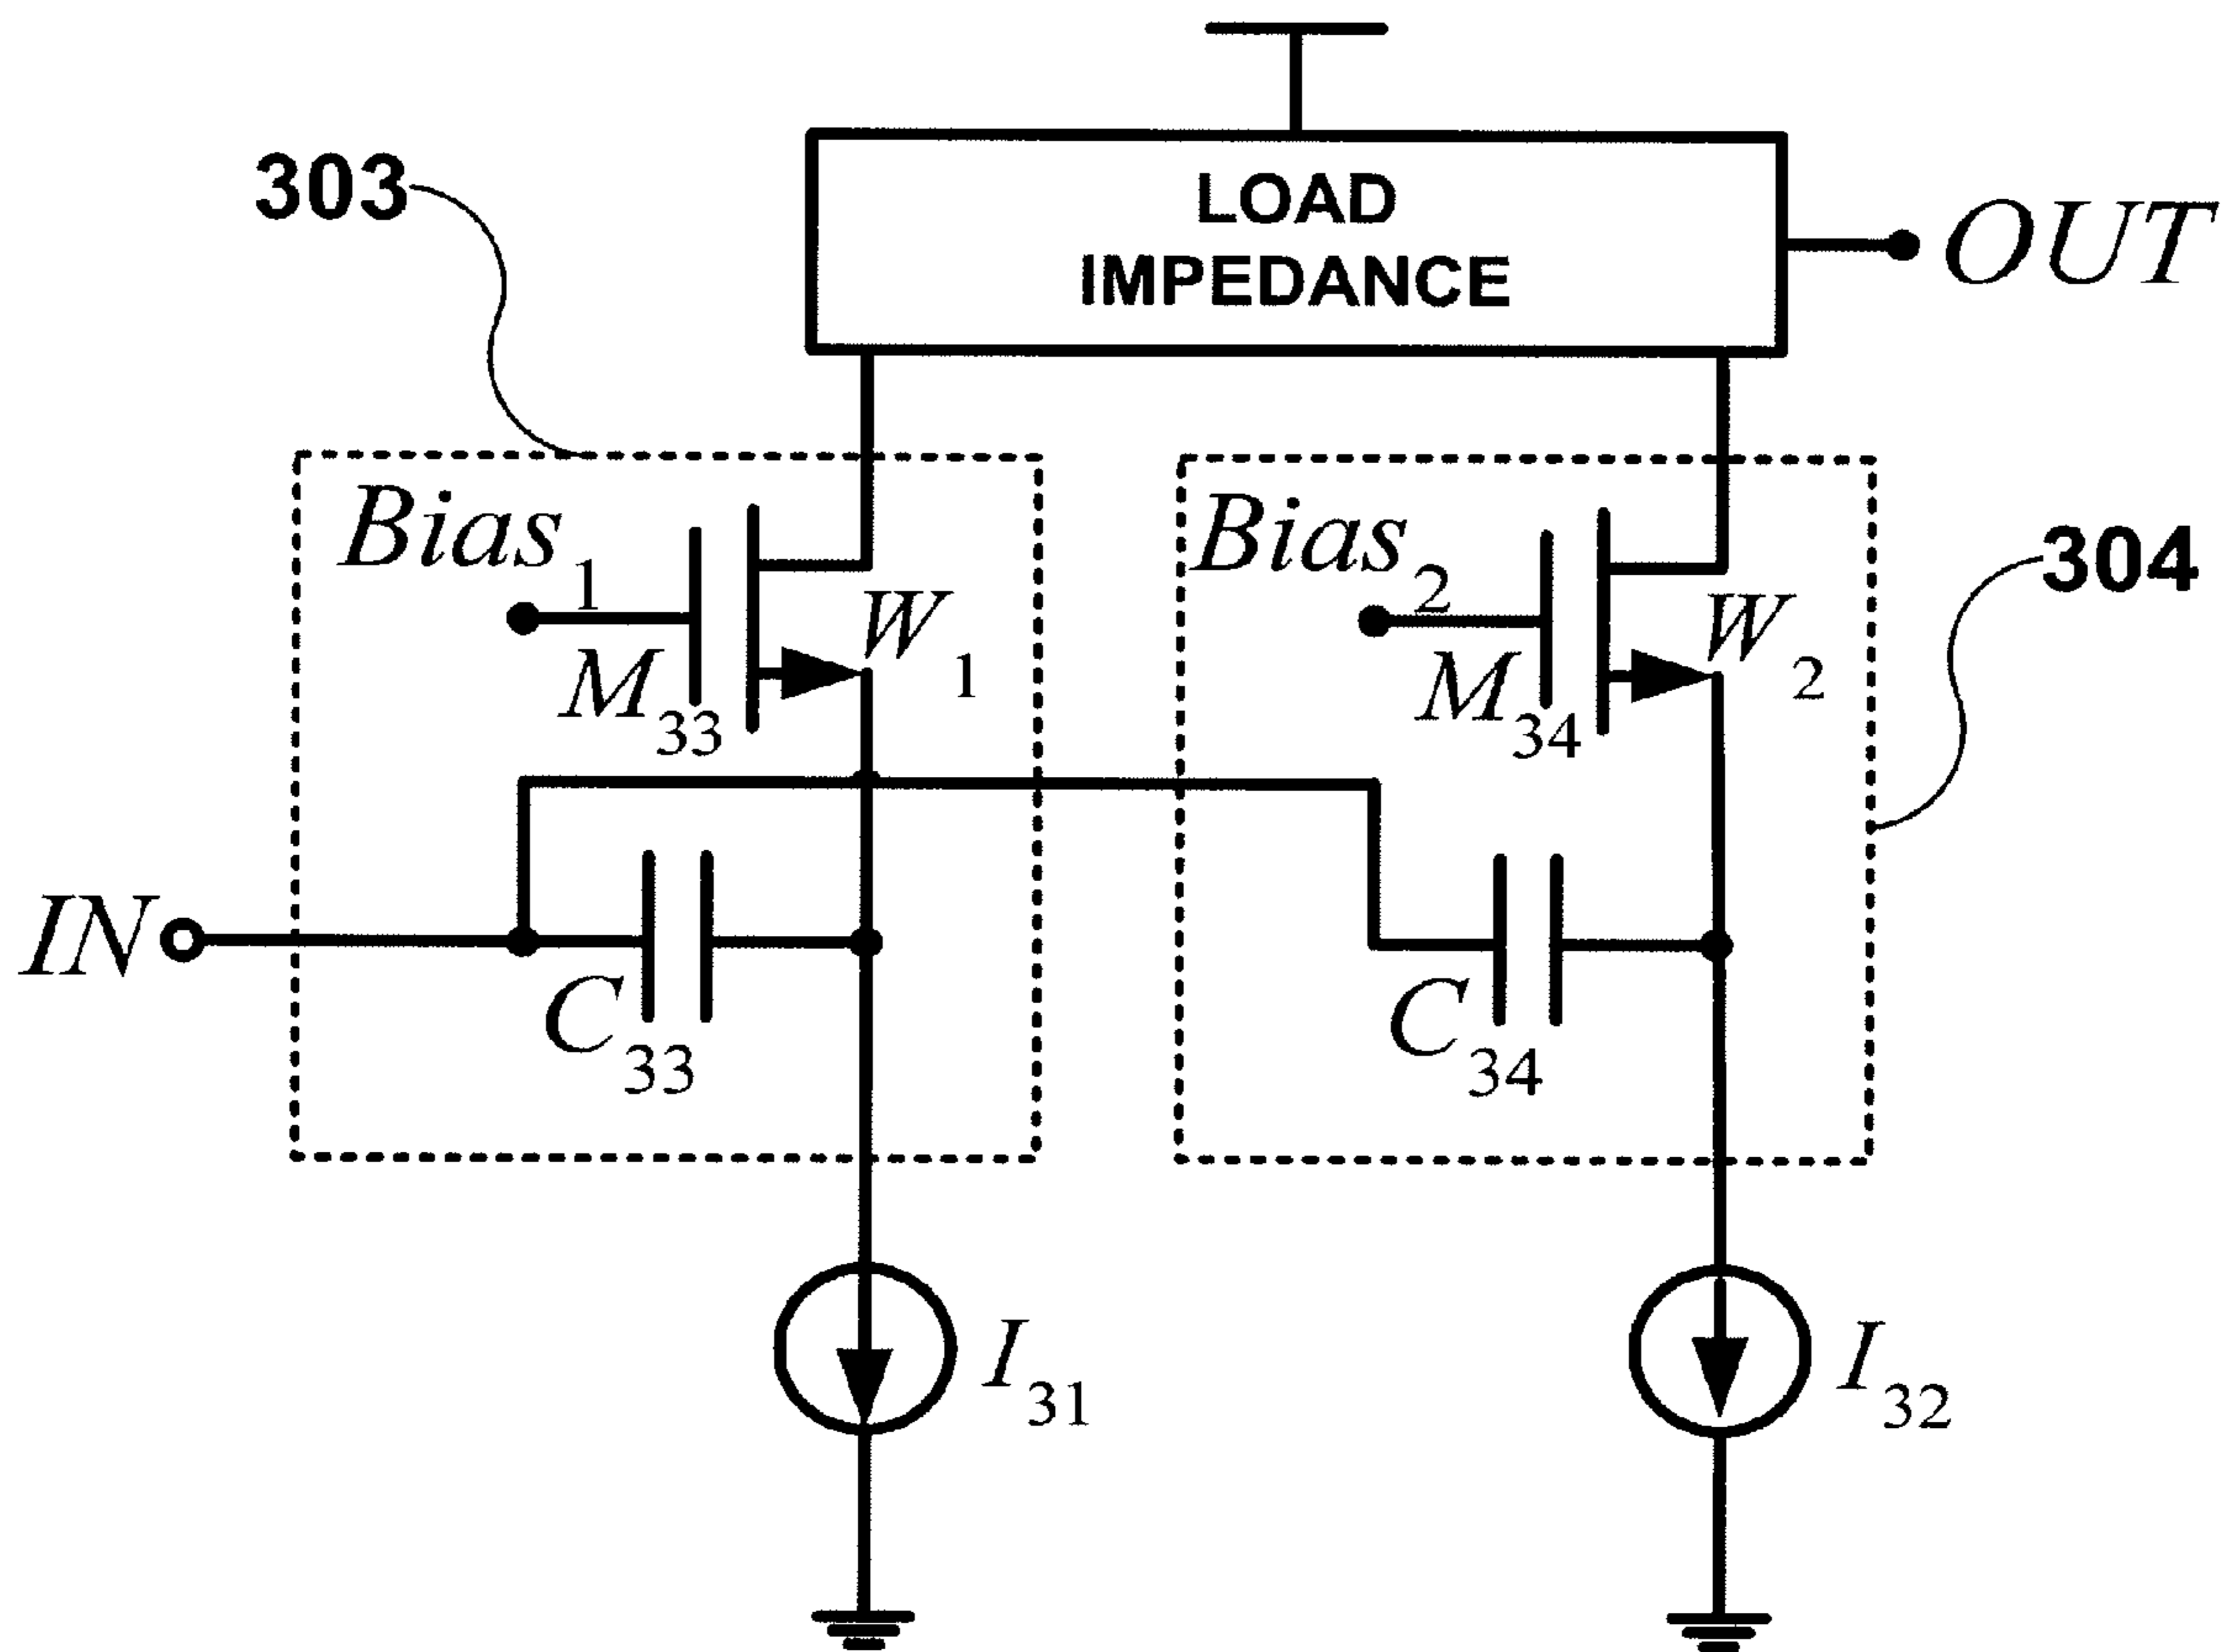 303
LOAD
IMPEDANCE
OUT
Bias1
Bias2
304
W1
W2
M33
M34
IN
C33
C34
I31
I32